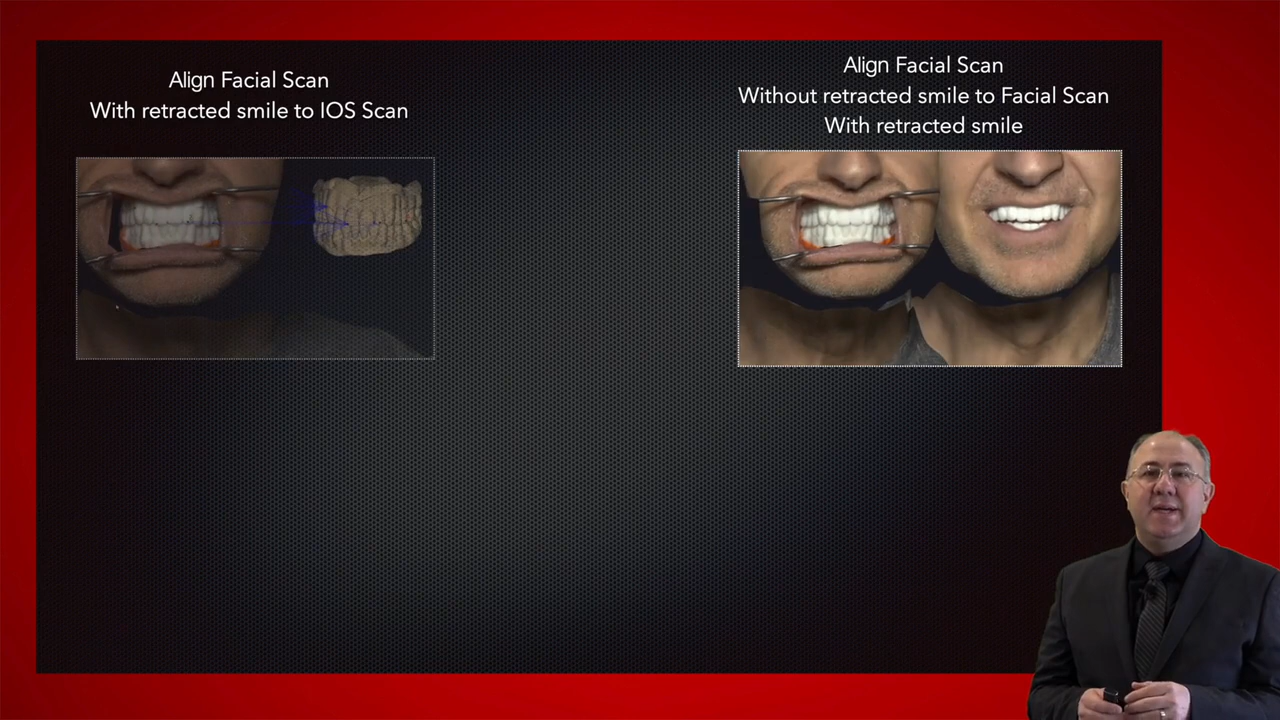 Align Facial Scan
With retracted smile to IOS Scan
Align Facial Scan
Without retracted smile to Facial Scan
With retracted smile